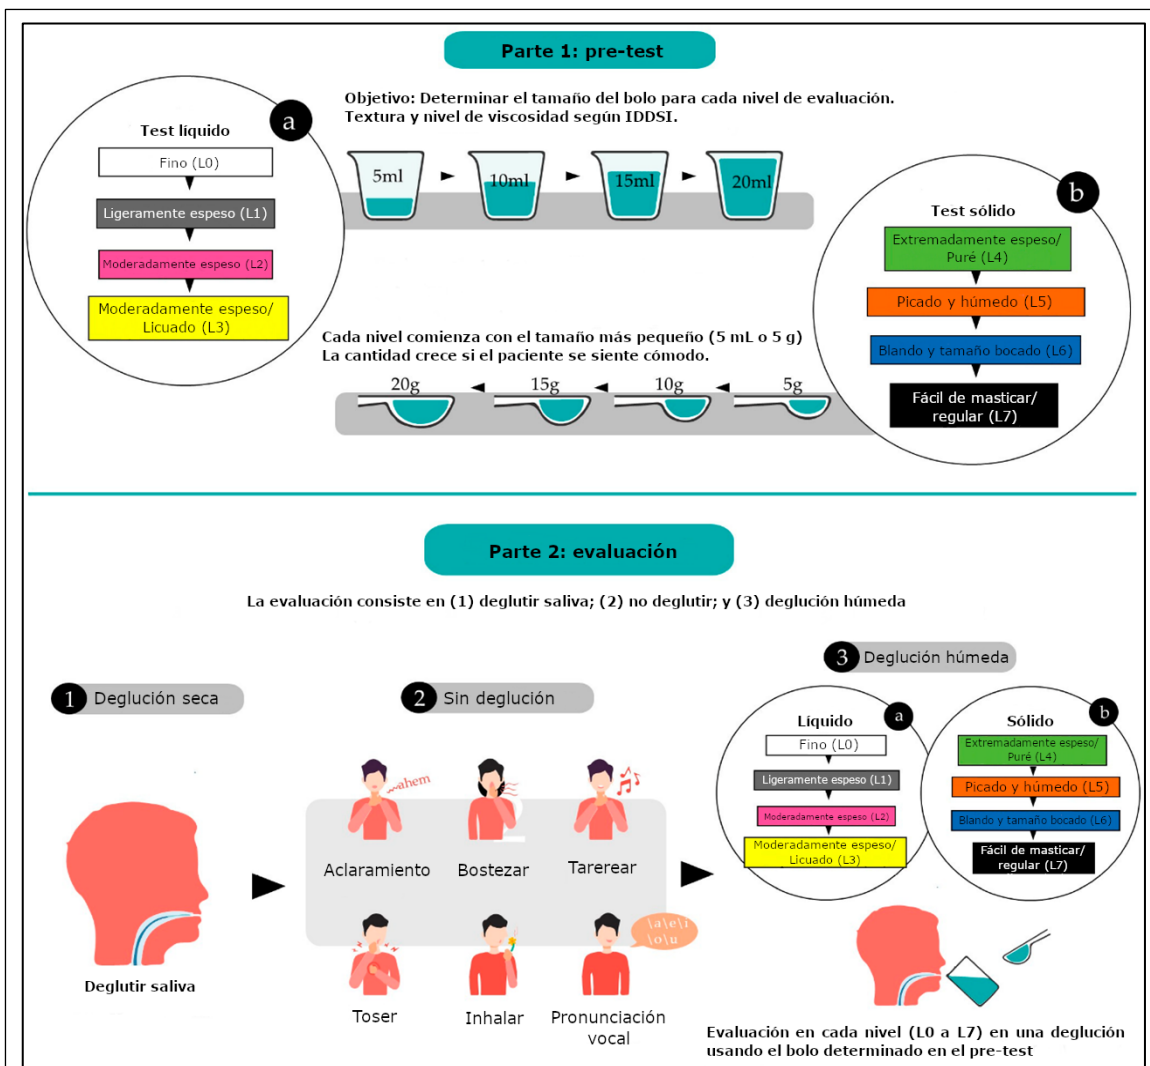 Parte 1: pre-test
Objetivo: Determinar el tamaño del bolo para cada nivel de evaluación.
Textura y nivel de viscosidad según IDDSI.
a
Test líquido
Fino (L0)
Ligeramente espeso (L1)
Moderadamente espeso (L2)
Moderadamente espeso/
Licuado (L3)
5ml
10ml
15ml
20ml
b
Test sólido
Extremadamente espeso/
Puré (L4)
Picado y húmedo (L5)
Blando y tamaño bocado (L6)
Fácil de masticar/
regular (L7)
Cada nivel comienza con el tamaño más pequeño (5 mL o 5 g)
La cantidad crece si el paciente se siente cómodo.
20g
15g
10g
5g
Parte 2: evaluación
La evaluación consiste en (1) deglutir saliva; (2) no deglutir; y (3) deglución húmeda
1 Deglución seca
Deglutir saliva
2 Sin deglución
ahem
Aclaramiento
Bostezar
Tarerear
\a\e\i
\o\u
Toser
Inhalar
Pronunciación
vocal
3 Deglución húmeda
a
Líquido
Fino (L0)
Ligeramente espeso (L1)
Moderadamente espeso (L2)
Moderadamente espeso/
Licuado (L3)
b
Sólido
Extremadamente espeso/
Puré (L4)
Picado y húmedo (L5)
Blando y tamaño bocado (L6)
Fácil de masticar/
regular (L7)
Evaluación en cada nivel (L0 a L7) en una deglución
usando el bolo determinado en el pre-test